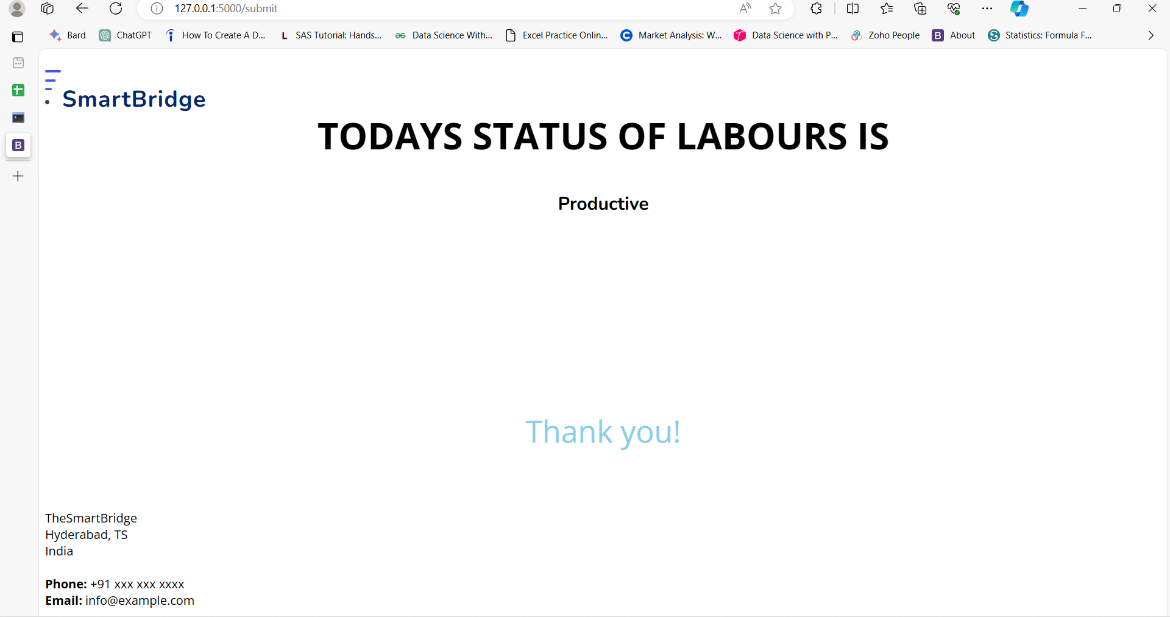 127.0.0.1:5000/submit
Bard ChatGPT How To Create A D... SAS Tutorial: Hands... Data Science With... Excel Practice Onlin... Market Analysis: W... Data Science with P... Zoho People About Statistics: Formula F...
SmartBridge
TODAYS STATUS OF LABOURS IS
Productive
Thank you!
TheSmartBridge
Hyderabad, TS
India
Phone: +91 xxx xxx xxxx
Email: info@example.com